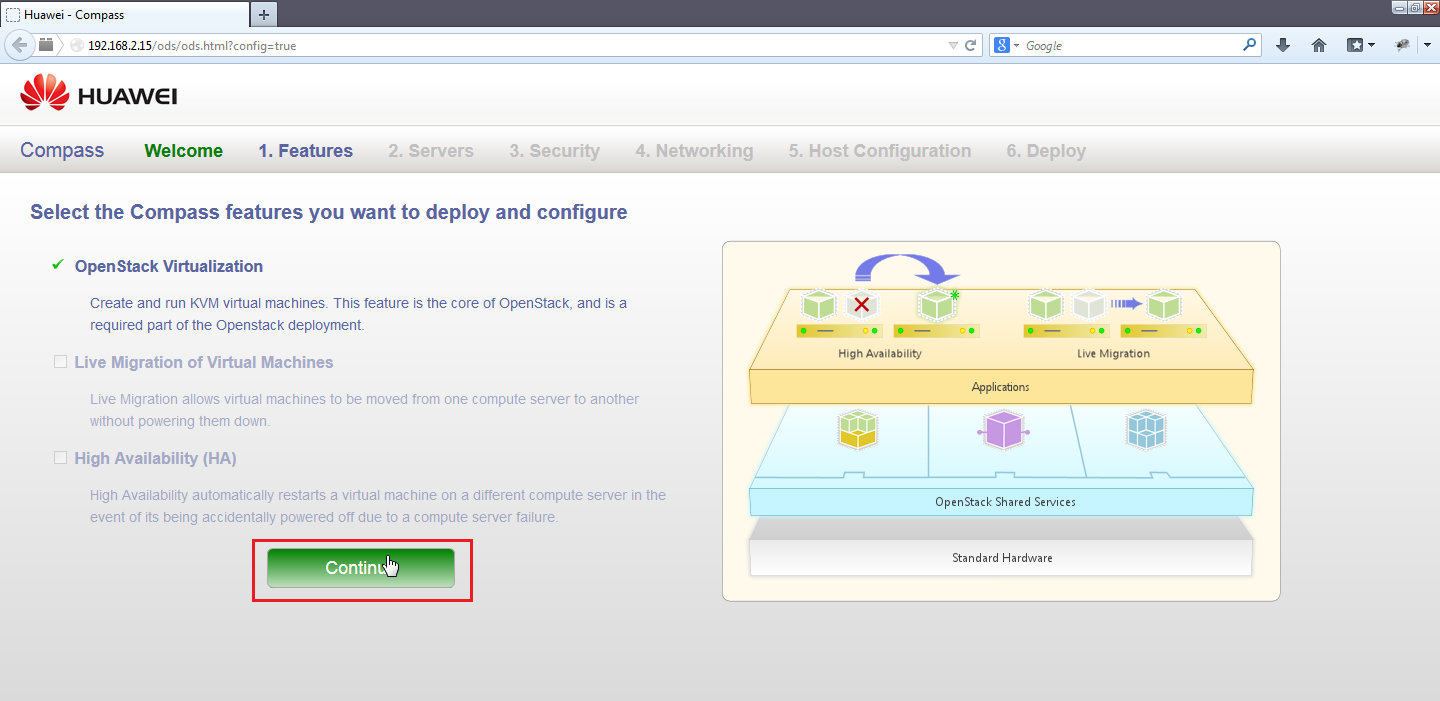 Huawei - Compass
192.168.2.15/ods/ods.html?config=true
8
Google
HUAWEI
Compass Welcome 1. Features 2. Servers 3. Security 4. Networking 5. Host Configuration 6. Deploy
Select the Compass features you want to deploy and configure
OpenStack Virtualization
Create and run KVM virtual machines. This feature is the core of OpenStack, and is a
required part of the Openstack deployment.
Live Migration of Virtual Machines
Live Migration allows virtual machines to be moved from one compute server to another
without powering them down.
High Availability (HA)
High Availability automatically restarts a virtual machine on a different compute server in the
event of its being accidentally powered off due to a compute server failure.
Continu
High Availability
Live Migration
Applications
OpenStack Shared Services
Standard Hardware